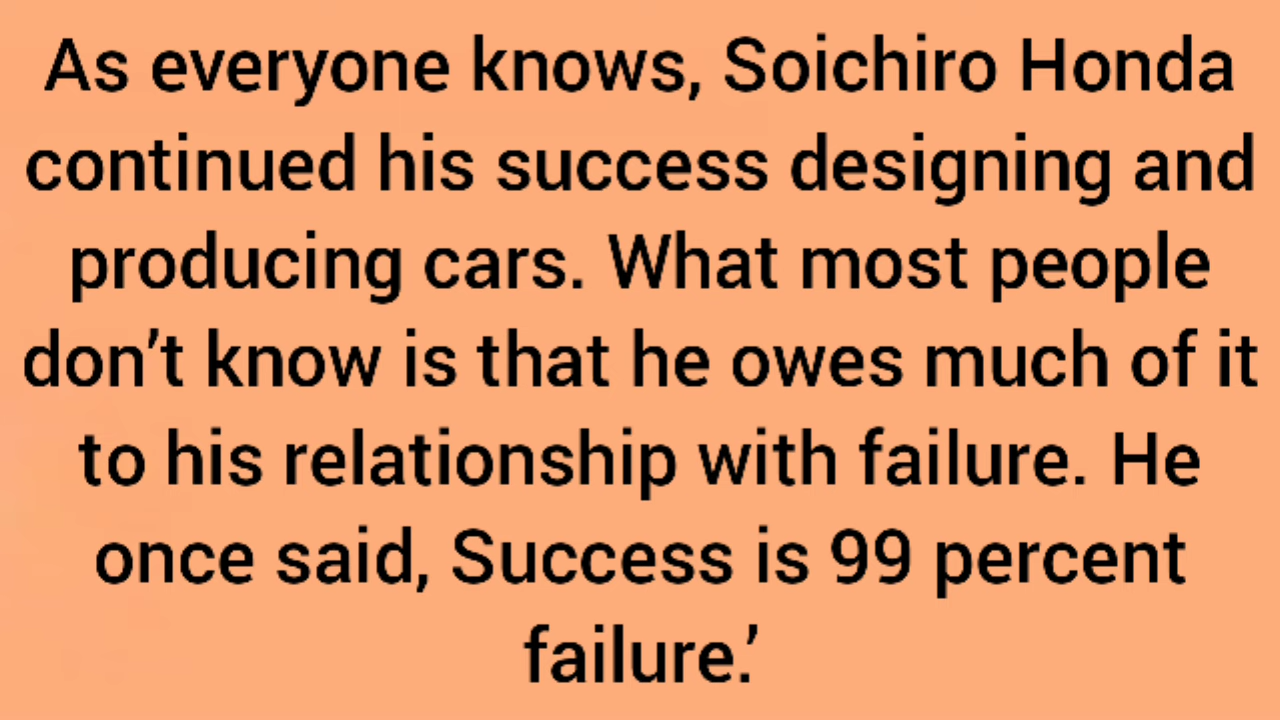 As everyone knows, Soichiro Honda
continued his success designing and
producing cars. What most people
don’t know is that he owes much of it
to his relationship with failure. He
once said, Success is 99 percent
failure.’